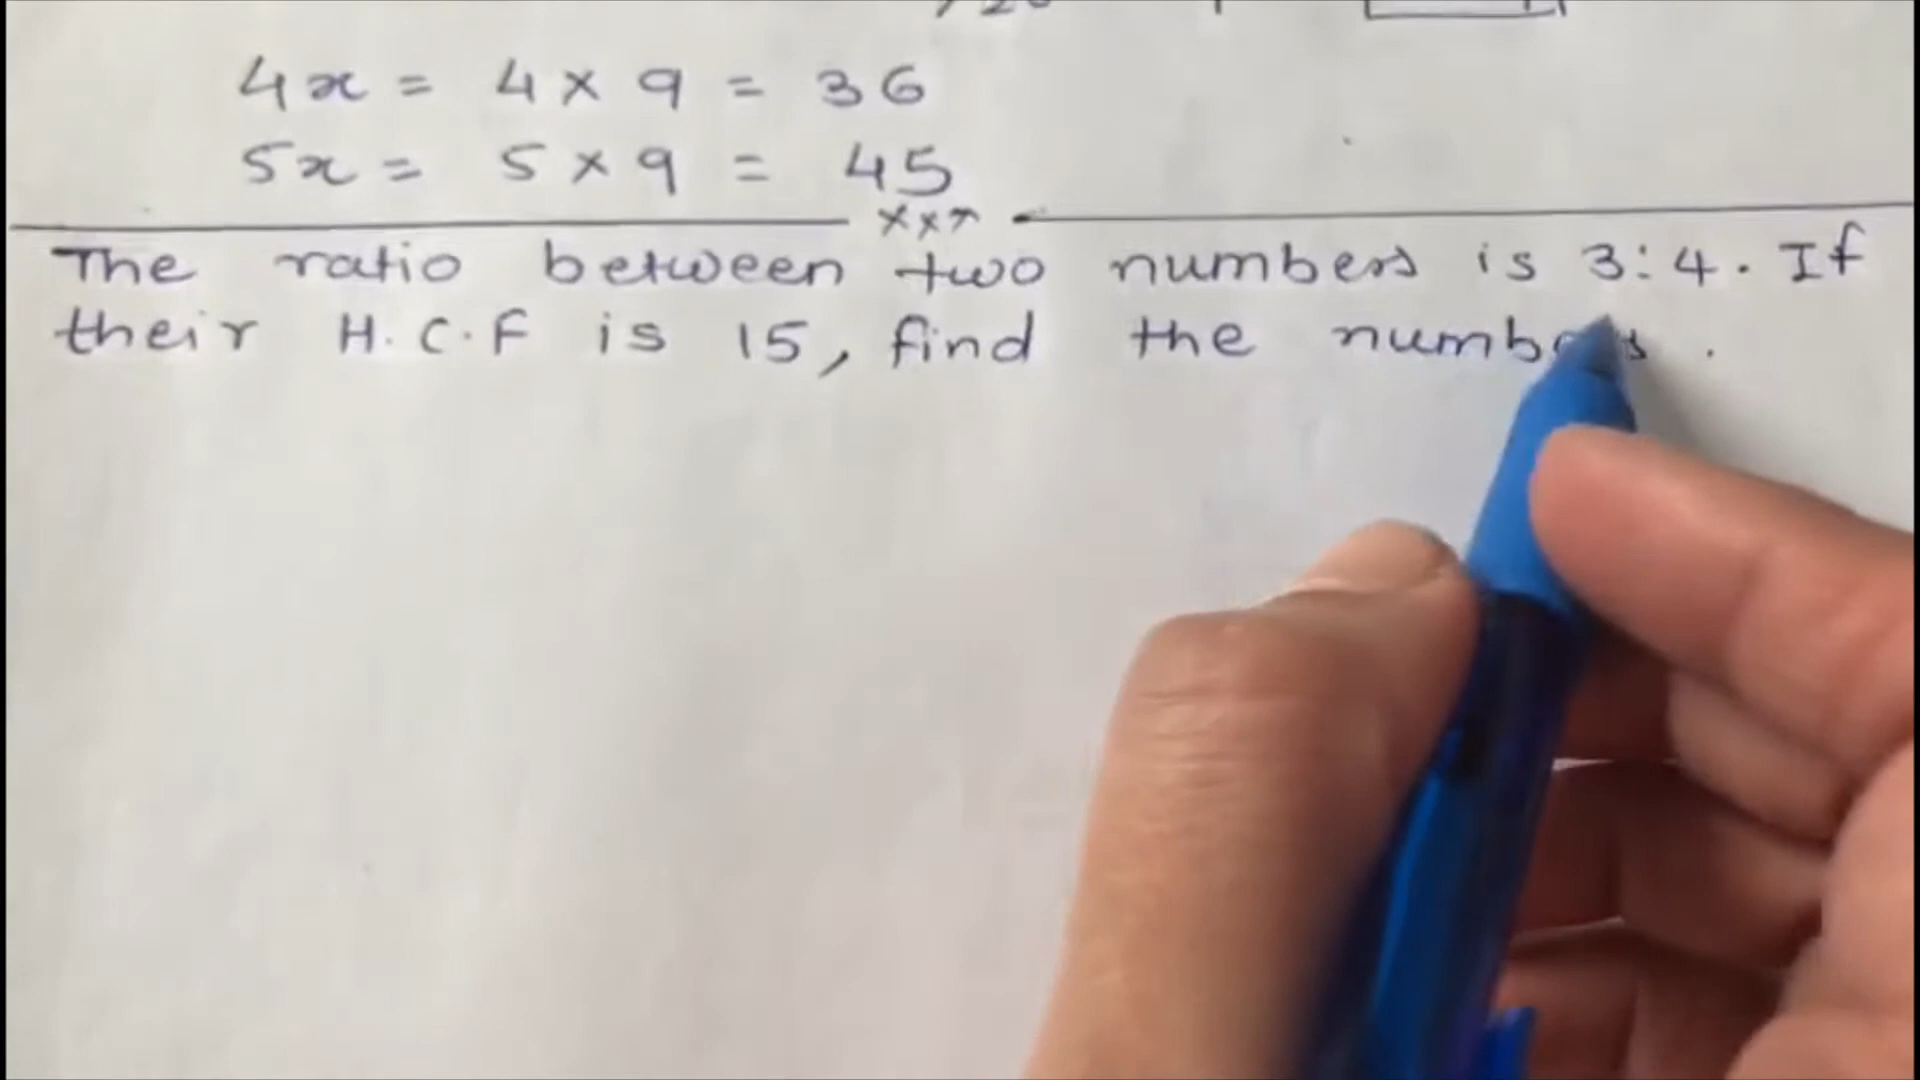 4x = 4 × 9 = 36
5x = 5 × 9 = 45
×××
The ratio between two numbers is 3:4. If
their H.C.F is 15, find the numbers.